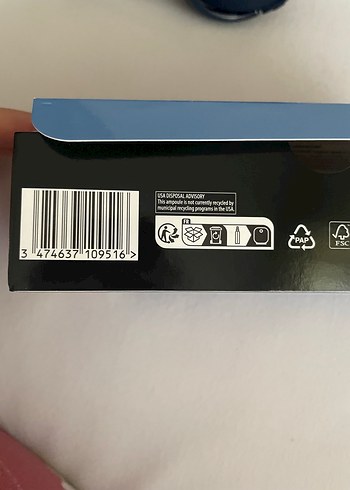 USA DISPOSAL ADVISORY
This ampoule is not currently recycled by
municipal recycling programs in the USA.
FR
3 474637 109516 >
PAP
FSC